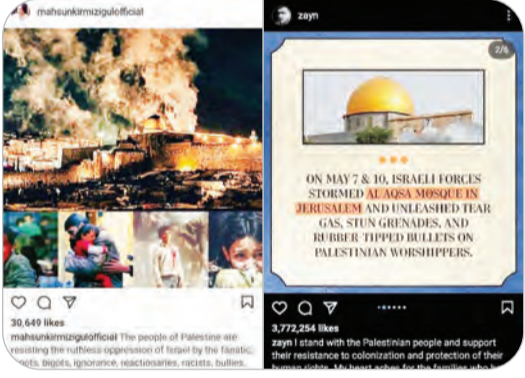 mahsunkirmizigulofficial
30,649 likes
mahsunkirmizigulofficial The people of Palestine are
resisting the ruthless oppression of Israel by the fanatic,
bigots, ignorance, reactionaries, racists, bullies.
zayn
2/6
ON MAY 7 & 10, ISRAELI FORCES
STORMED AL AQSA MOSQUE IN
JERUSALEM AND UNLEASHED TEAR
GAS, STUN GRENADES, AND
RUBBER TIPPED BULLETS ON
PALESTINIAN WORSHIPPERS.
3,772,254 likes
zayn I stand with the Palestinian people and support
their resistance to colonization and protection of their
human rights. My heart aches for the families who